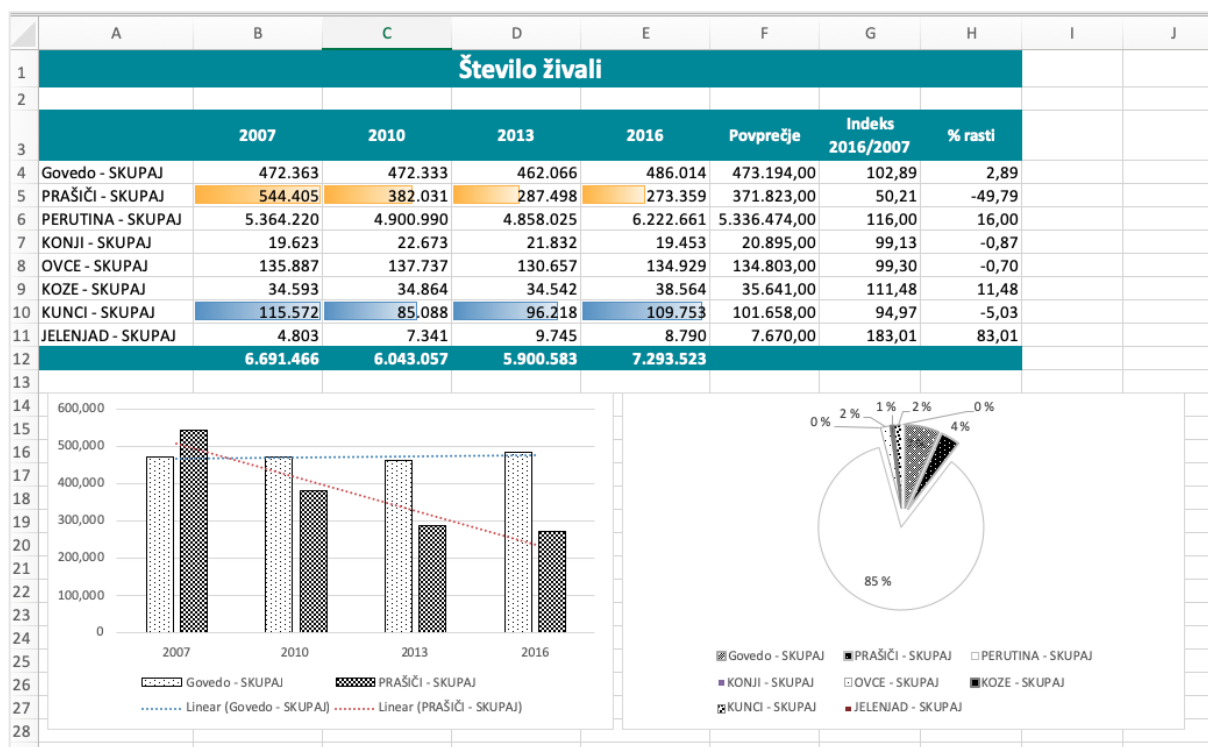 A B C D E F G H I J
1 Število živali
2
3 2007 2010 2013 2016 Povprečje Indeks 2016/2007 % rasti
4 Govedo - SKUPAJ 472.363 472.333 462.066 486.014 473.194,00 102,89 2,89
5 PRAŠIČI - SKUPAJ 544.405 382.031 287.498 273.359 371.823,00 50,21 -49,79
6 PERUTINA - SKUPAJ 5.364.220 4.900.990 4.858.025 6.222.661 5.336.474,00 116,00 16,00
7 KONJI - SKUPAJ 19.623 22.673 21.832 19.453 20.895,00 99,13 -0,87
8 OVCE - SKUPAJ 135.887 137.737 130.657 134.929 134.803,00 99,30 -0,70
9 KOZE - SKUPAJ 34.593 34.864 34.542 38.564 35.641,00 111,48 11,48
10 KUNCI - SKUPAJ 115.572 85.088 96.218 109.753 101.658,00 94,97 -5,03
11 JELENJAD - SKUPAJ 4.803 7.341 9.745 8.790 7.670,00 183,01 83,01
12 6.691.466 6.043.057 5.900.583 7.293.523
13
14
15
16
17
18
19
20
21
22
23
24
25
26
27
28
600,000
500,000
400,000
300,000
200,000
100,000
0
2007 2010 2013 2016
Govedo - SKUPAJ PRAŠIČI - SKUPAJ
Linear (Govedo - SKUPAJ) Linear (PRAŠIČI - SKUPAJ)
0 % 2 % 1 % 2 % 0 %
4 %
85 %
Govedo - SKUPAJ PRAŠIČI - SKUPAJ PERUTINA - SKUPAJ
KONJI - SKUPAJ OVCE - SKUPAJ KOZE - SKUPAJ
KUNCI - SKUPAJ JELENJAD - SKUPAJ